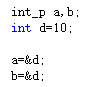 int_p a,b;
int d=10;
a=&d;
b=&d;